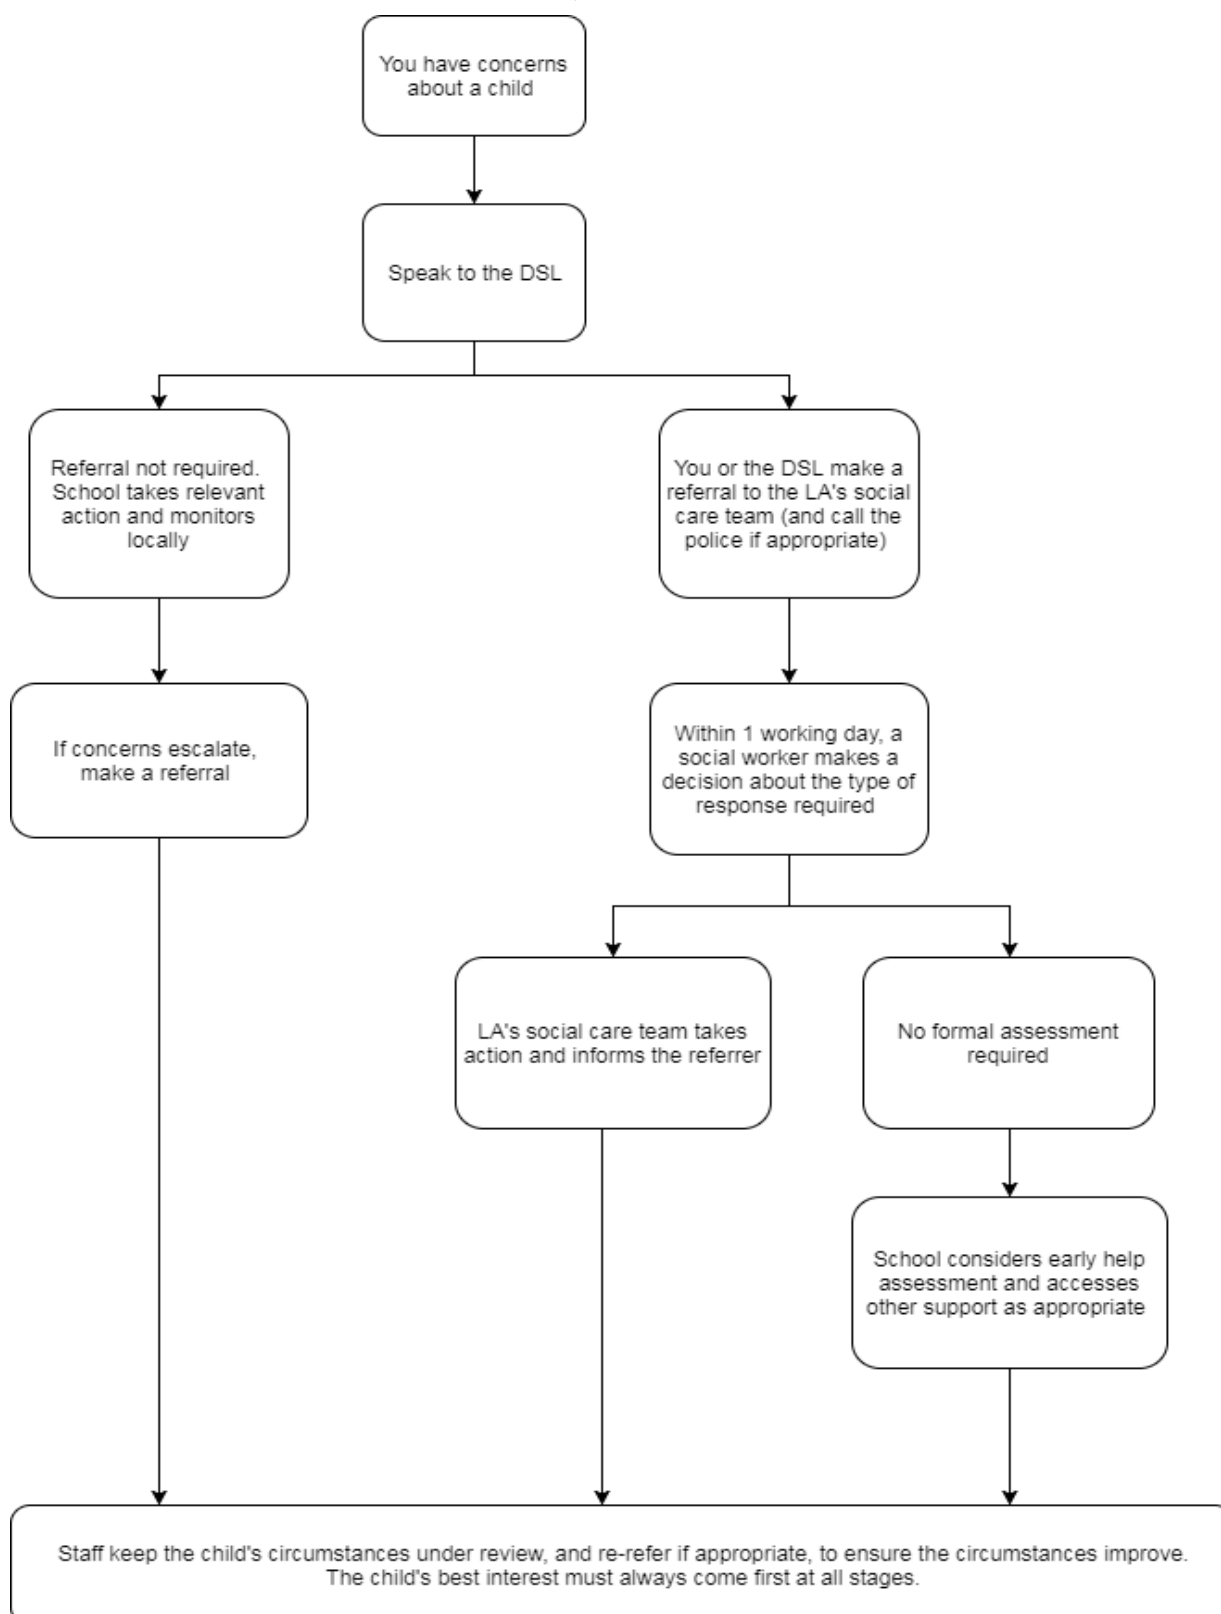 You have concerns
about a child
Speak to the DSL
Referral not required.
School takes relevant
action and monitors
locally
You or the DSL make a
referral to the LA's social
care team (and call the
police if appropriate)
If concerns escalate,
make a referral
Within 1 working day, a
social worker makes a
decision about the type of
response required
LA's social care team takes
action and informs the referrer
No formal assessment
required
School considers early help
assessment and accesses
other support as appropriate
Staff keep the child's circumstances under review, and re-refer if appropriate, to ensure the circumstances improve.
The child's best interest must always come first at all stages.